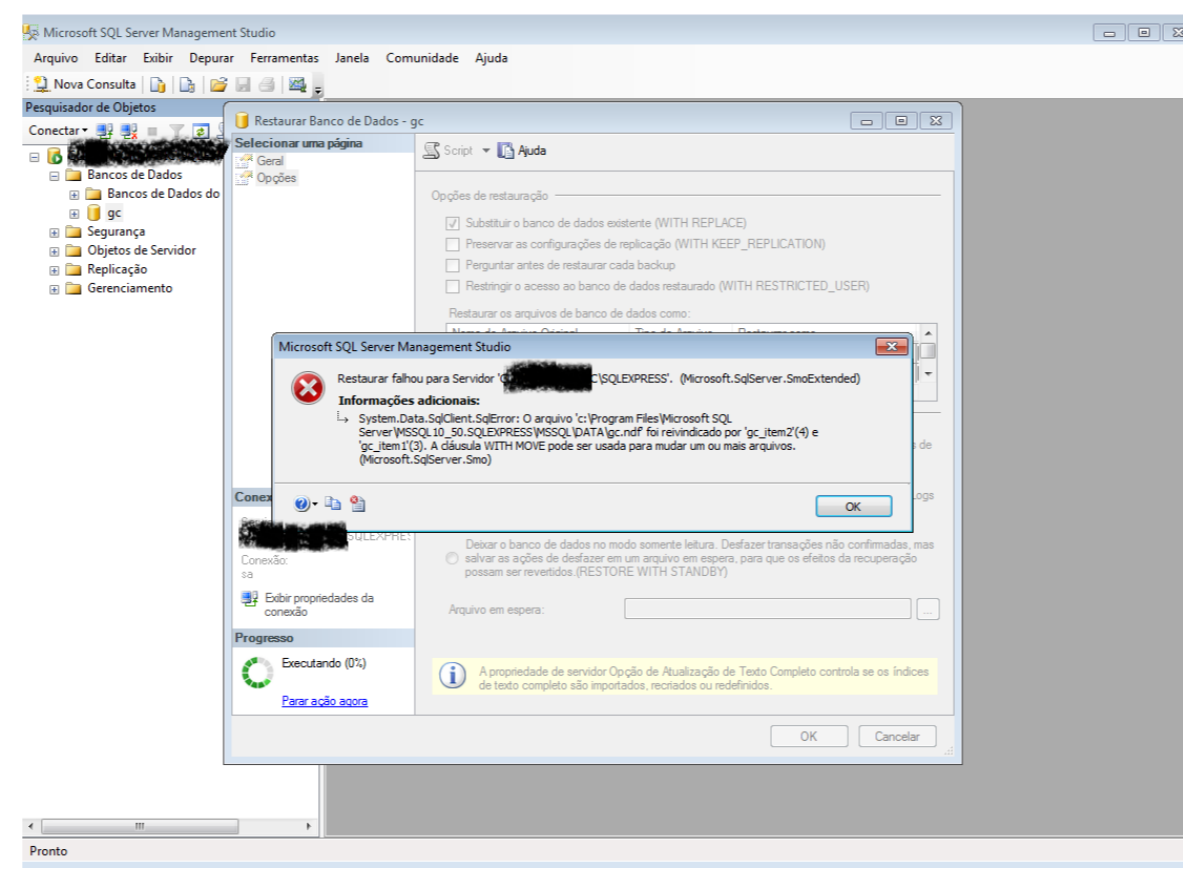 Microsoft SQL Server Management Studio
Arquivo Editar Exibir Depurar Ferramentas Janela Comunidade Ajuda
Nova Consulta
Pesquisador de Objetos
Conectar
Bancos de Dados
Bancos de Dados do
gc
Segurança
Objetos de Servidor
Replicação
Gerenciamento
Restaurar Banco de Dados - gc
Selecionar uma página
Geral
Opções
Script Ajuda
Opções de restauração
Substituir o banco de dados existente (WITH REPLACE)
Preservar as configurações de replicação (WITH KEEP_REPLICATION)
Perguntar antes de restaurar cada backup
Restringir o acesso ao banco de dados restaurado (WITH RESTRICTED_USER)
Restaurar os arquivos de banco de dados como:
Microsoft SQL Server Management Studio
Restaurar falhou para Servidor ' C\SQLEXPRESS'. (Microsoft.SqlServer.SmoExtended)
Informações adicionais:
System.Data.SqlClient.SqlError: O arquivo 'c:\Program Files\Microsoft SQL
Server\MSSQL10_50.SQLEXPRESS\MSSQL\DATA\gc.ndf' foi reivindicado por 'gc_item2'(4) e
'gc_item1'(3). A cláusula WITH MOVE pode ser usada para mudar um ou mais arquivos.
(Microsoft.SqlServer.Smo)
OK
de
Logs
Conex
Conexão:
sa
Exibir propriedades da
conexão
Deixar o banco de dados no modo somente leitura. Desfazer transações não confirmadas, mas
salvar as ações de desfazer em um arquivo em espera, para que os efeitos da recuperação
possam ser revertidos.(RESTORE WITH STANDBY)
Arquivo em espera:
...
Progresso
Executando (0%)
Parar ação agora
A propriedade de servidor Opção de Atualização de Texto Completo controla se os índices
de texto completo são importados, recriados ou redefinidos.
OK Cancelar
Pronto